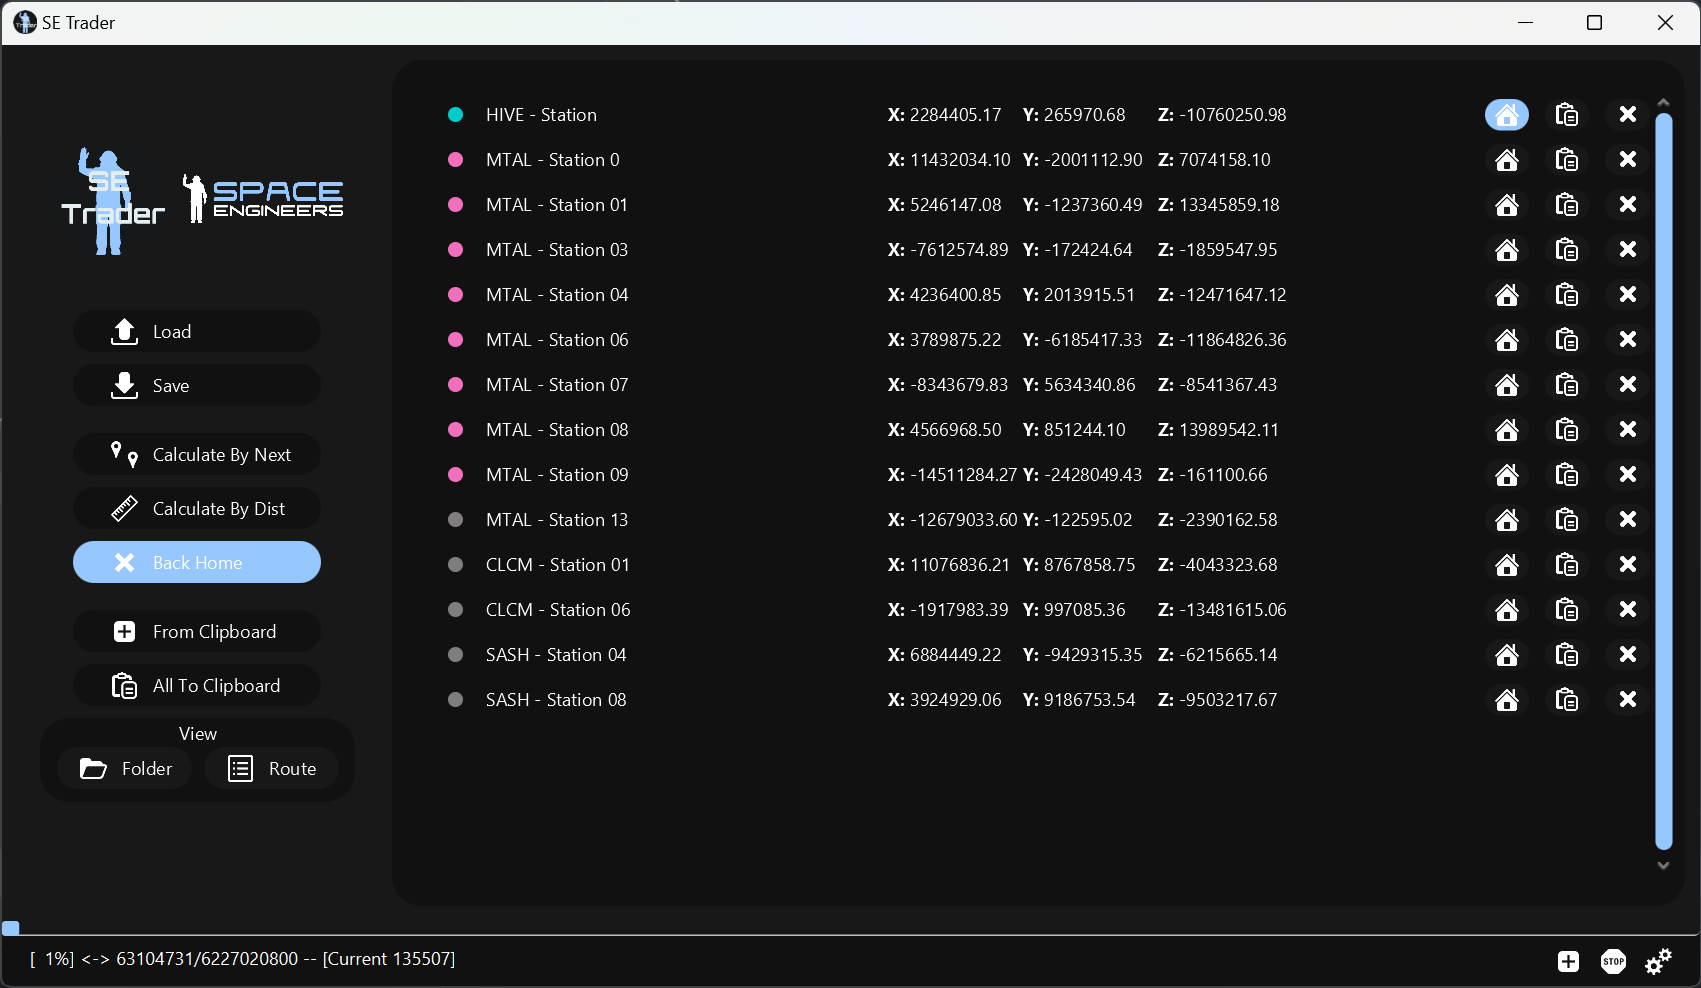 SE Trader
SE
Trader
SPACE
ENGINEERS
Load
Save
Calculate By Next
Calculate By Dist
Back Home
From Clipboard
All To Clipboard
View
Folder Route
HIVE - Station X: 2284405.17 Y: 265970.68 Z: -10760250.98
MTAL - Station 0 X: 11432034.10 Y: -2001112.90 Z: 7074158.10
MTAL - Station 01 X: 5246147.08 Y: -1237360.49 Z: 13345859.18
MTAL - Station 03 X: -7612574.89 Y: -172424.64 Z: -1859547.95
MTAL - Station 04 X: 4236400.85 Y: 2013915.51 Z: -12471647.12
MTAL - Station 06 X: 3789875.22 Y: -6185417.33 Z: -11864826.36
MTAL - Station 07 X: -8343679.83 Y: 5634340.86 Z: -8541367.43
MTAL - Station 08 X: 4566968.50 Y: 851244.10 Z: 13989542.11
MTAL - Station 09 X: -14511284.27 Y: -2428049.43 Z: -161100.66
MTAL - Station 13 X: -12679033.60 Y: -122595.02 Z: -2390162.58
CLCM - Station 01 X: 11076836.21 Y: 8767858.75 Z: -4043323.68
CLCM - Station 06 X: -1917983.39 Y: 997085.36 Z: -13481615.06
SASH - Station 04 X: 6884449.22 Y: -9429315.35 Z: -6215665.14
SASH - Station 08 X: 3924929.06 Y: 9186753.54 Z: -9503217.67
[ 1%] <-> 63104731/6227020800 -- [Current 135507]
STOP